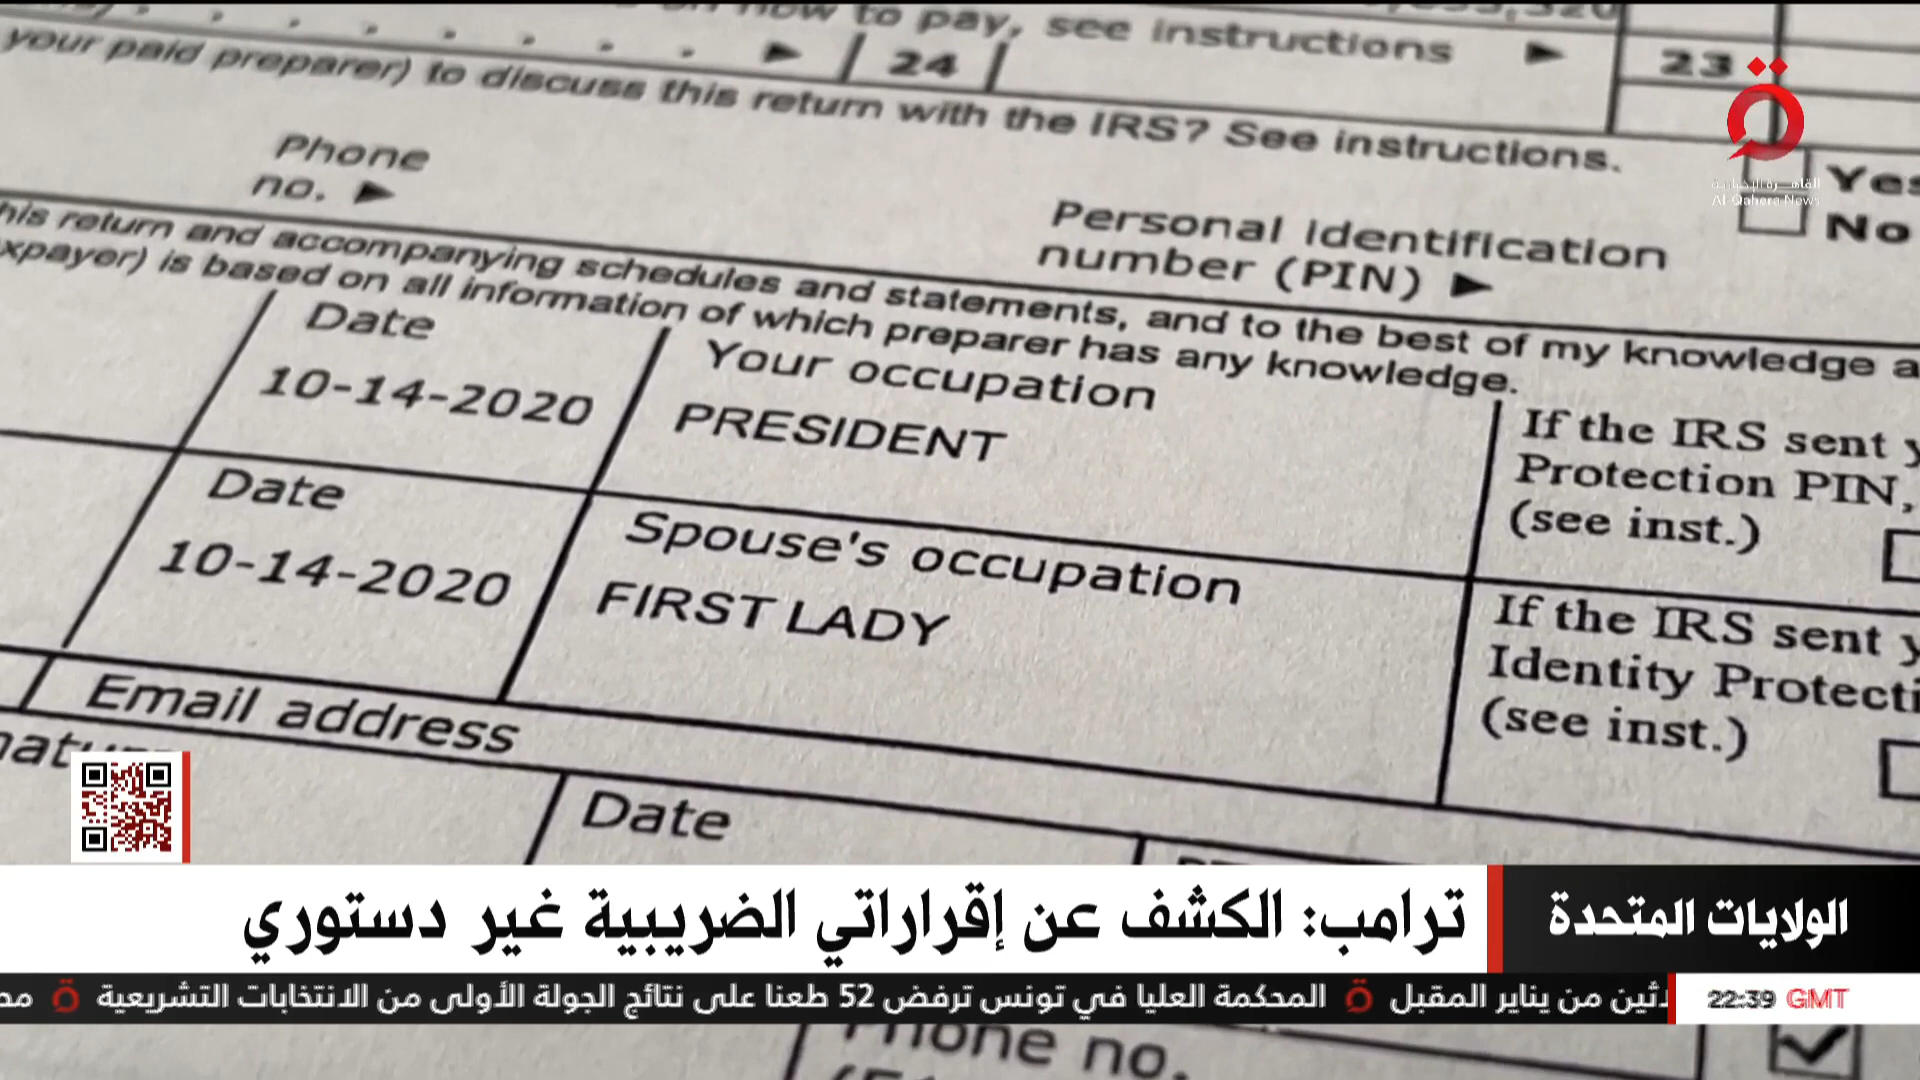 on how to pay, see instructions
24
23
your paid preparer) to discuss this return with the IRS? See instructions.
Yes
No
القاهرة الإخبارية
Al Qahera News
Phone
no.
Personal identification
number (PIN)
this return and accompanying schedules and statements, and to the best of my knowledge
is based on all information of which preparer has any knowledge.
Date
10-14-2020
Your occupation
PRESIDENT
If the IRS sent
Protection PIN,
(see inst.)
Date
10-14-2020
Spouse's occupation
FIRST LADY
If the IRS sent
Identity Protecti
(see inst.)
Email address
Date
الولايات المتحدة
ترامب: الكشف عن إقراراتي الضريبية غير دستوري
22:39 GMT
من يناير المقبل
المحكمة العليا في تونس ترفض 52 طعنا على نتائج الجولة الأولى من الانتخابات التشريعية
Phone no.